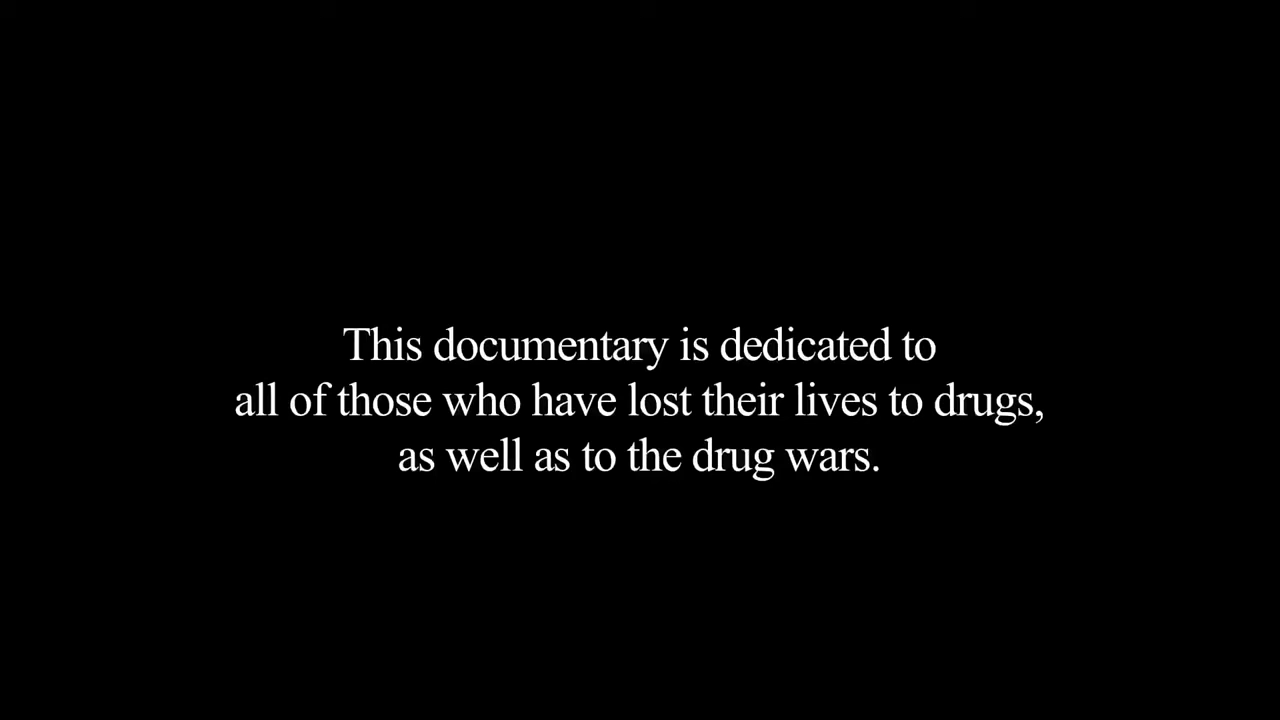 This documentary is dedicated to
all of those who have lost their lives to drugs,
as well as to the drug wars.